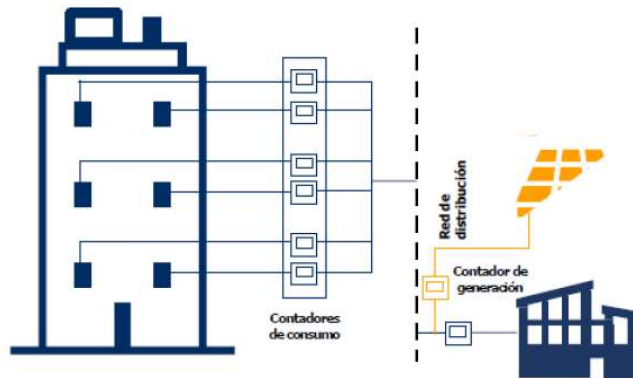 Red de
distribución
Contador de
generación
Contadores
de consumo